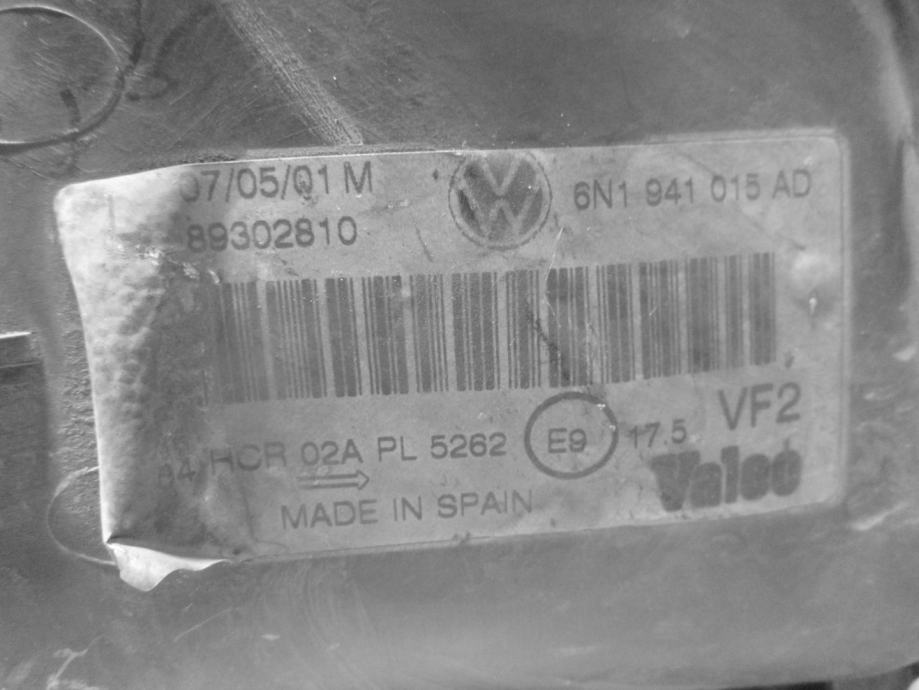 07/05/01 M
89302810
6N1 941 015 AD
VF2
HCR 02A PL 5262
E9
17.5
Valeo
MADE IN SPAIN